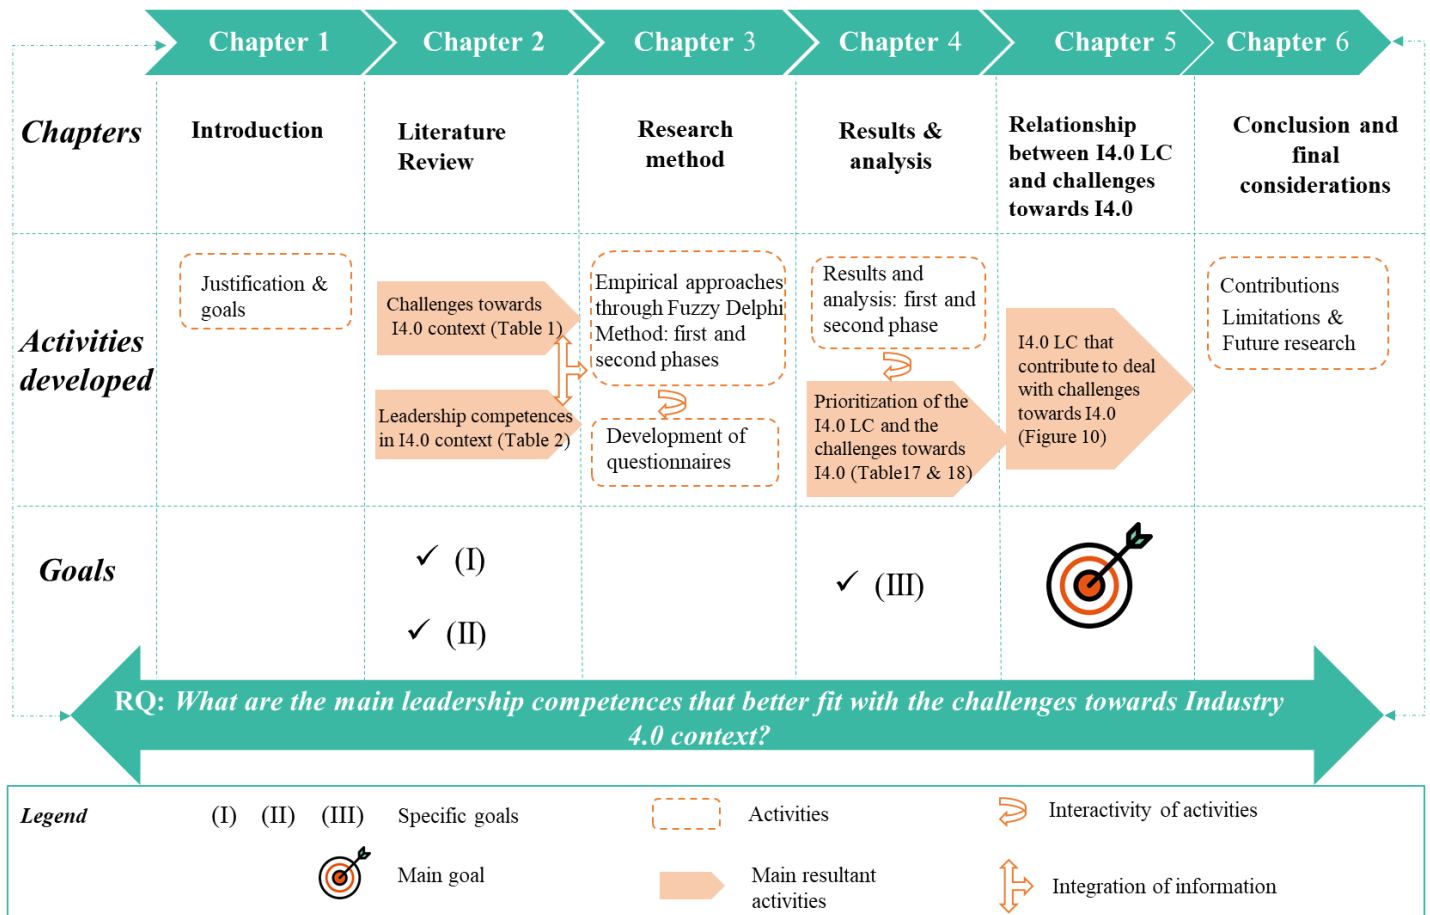 Chapter 1
Chapter 2
Chapter 3
Chapter 4
Chapter 5
Chapter 6
Chapters
Introduction
Literature
Review
Research
method
Results &
analysis
Relationship
between I4.0 LC
and challenges
towards I4.0
Conclusion and
final
considerations
Activities
developed
Justification &
goals
Challenges towards
I4.0 context (Table 1)
Leadership competences
in I4.0 context (Table 2)
Empirical approaches
through Fuzzy Delphi
Method: first and
second phases
Development of
questionnaires
Results and
analysis: first and
second phase
Prioritization of the
I4.0 LC and the
challenges towards
I4.0 (Table17 & 18)
I4.0 LC that
contribute to deal
with challenges
towards I4.0
(Figure 10)
Contributions
Limitations &
Future research
Goals
✓ (I)
✓ (II)
✓ (III)
RQ: What are the main leadership competences that better fit with the challenges towards Industry
4.0 context?
Legend
(I) (II) (III) Specific goals
Activities
Interactivity of activities
Main goal
Main resultant
activities
Integration of information